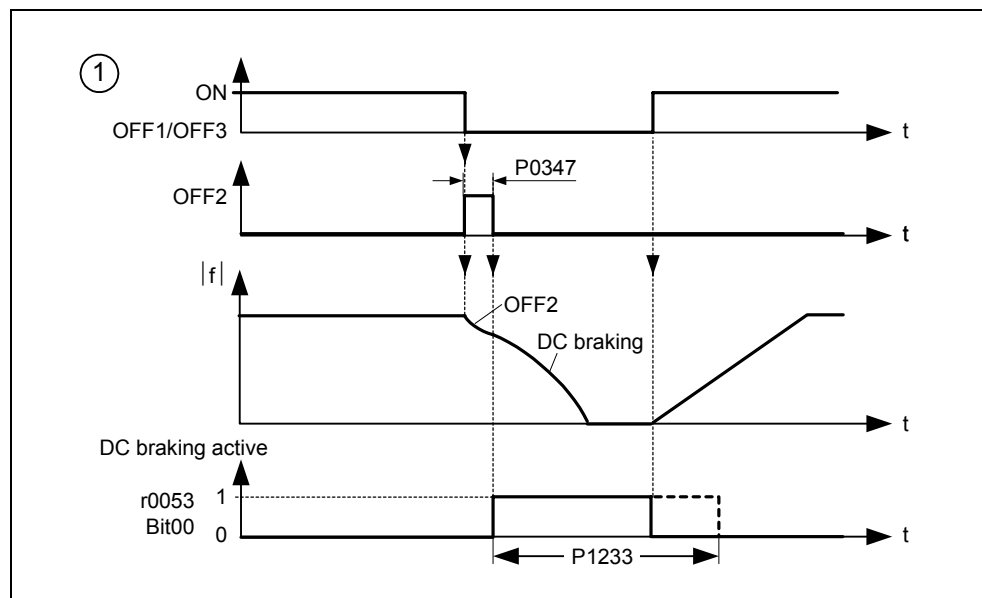 1
ON
OFF1/OFF3
t
P0347
OFF2
t
|f|
OFF2
DC braking
t
DC braking active
r0053
Bit00
1
0
t
P1233